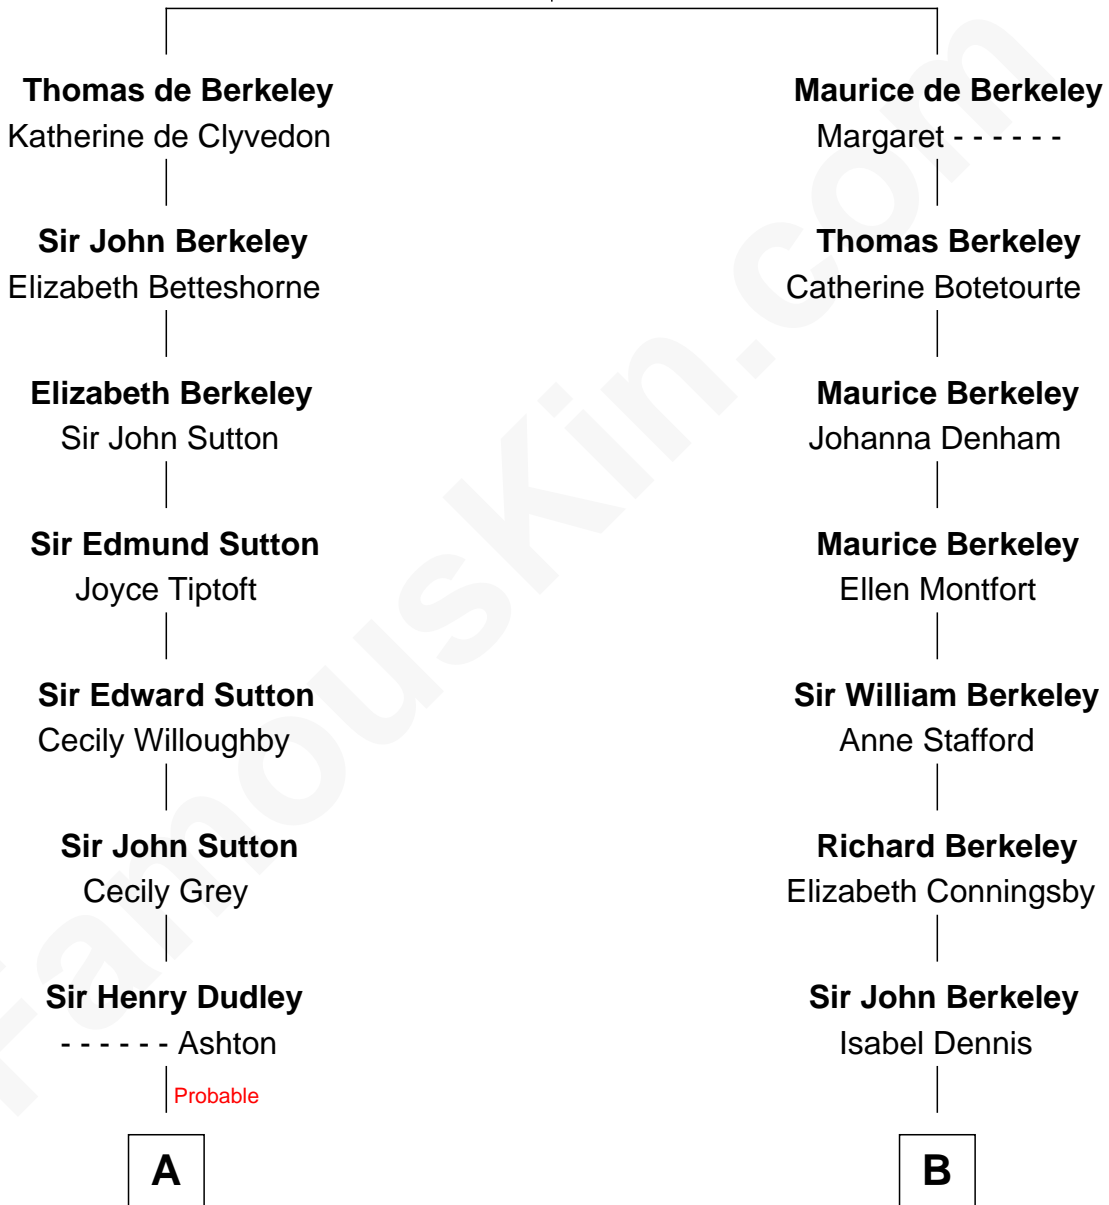 Thomas de Berkeley
Katherine de Clyvedon
Maurice de Berkeley
Margaret - - - - - -
Sir John Berkeley
Elizabeth Betteshorne
Thomas Berkeley
Catherine Botetourte
Elizabeth Berkeley
Sir John Sutton
Maurice Berkeley
Johanna Denham
Sir Edmund Sutton
Joyce Tiptoft
Maurice Berkeley
Ellen Montfort
Sir Edward Sutton
Cecily Willoughby
Sir William Berkeley
Anne Stafford
Sir John Sutton
Cecily Grey
Richard Berkeley
Elizabeth Conningsby
Sir Henry Dudley
- - - - - - Ashton
Probable
Sir John Berkeley
Isabel Dennis
A
B
FamousKin.com